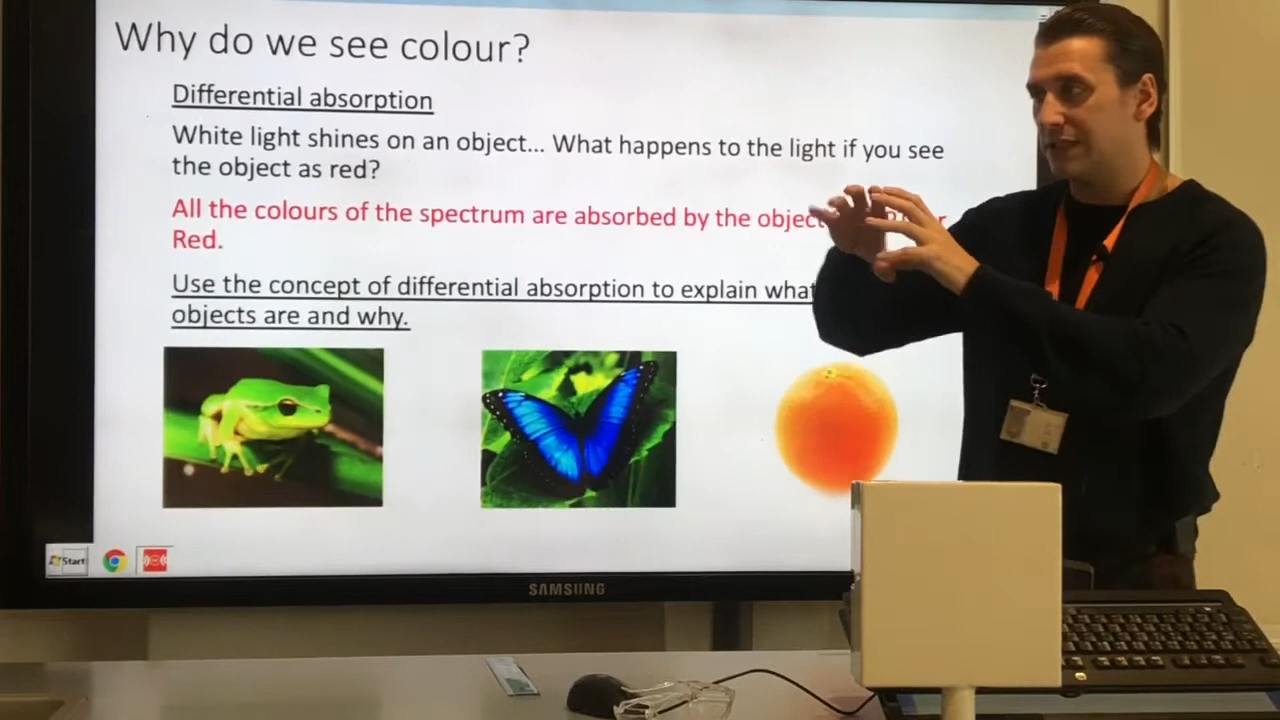 Why do we see colour?
Differential absorption
White light shines on an object... What happens to the light if you see
the object as red?
All the colours of the spectrum are absorbed by the object
Red.
Use the concept of differential absorption to explain what
objects are and why.
Start
SAMSUNG